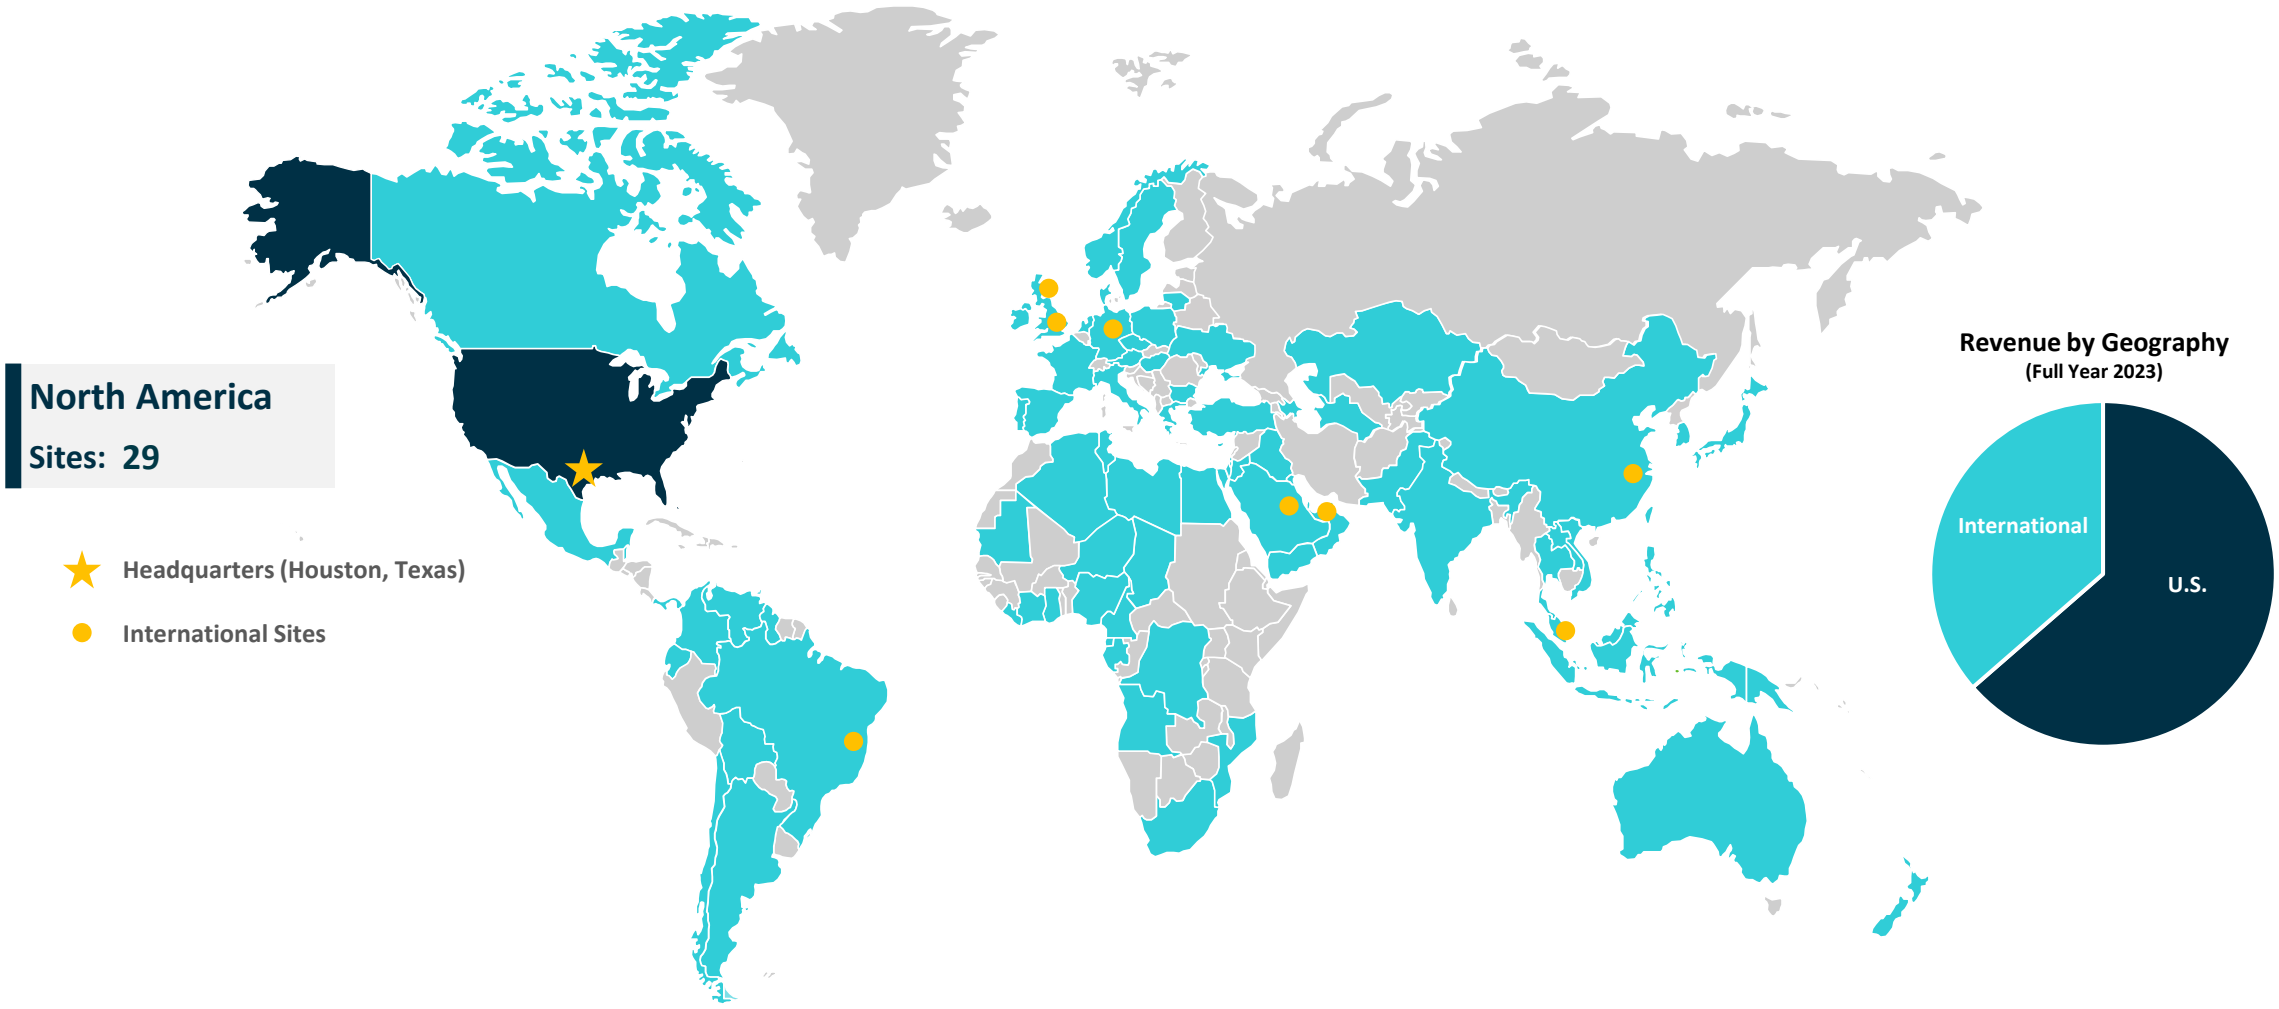 North America
Sites: 29
Headquarters (Houston, Texas)
International Sites
Revenue by Geography
(Full Year 2023)
International
U.S.